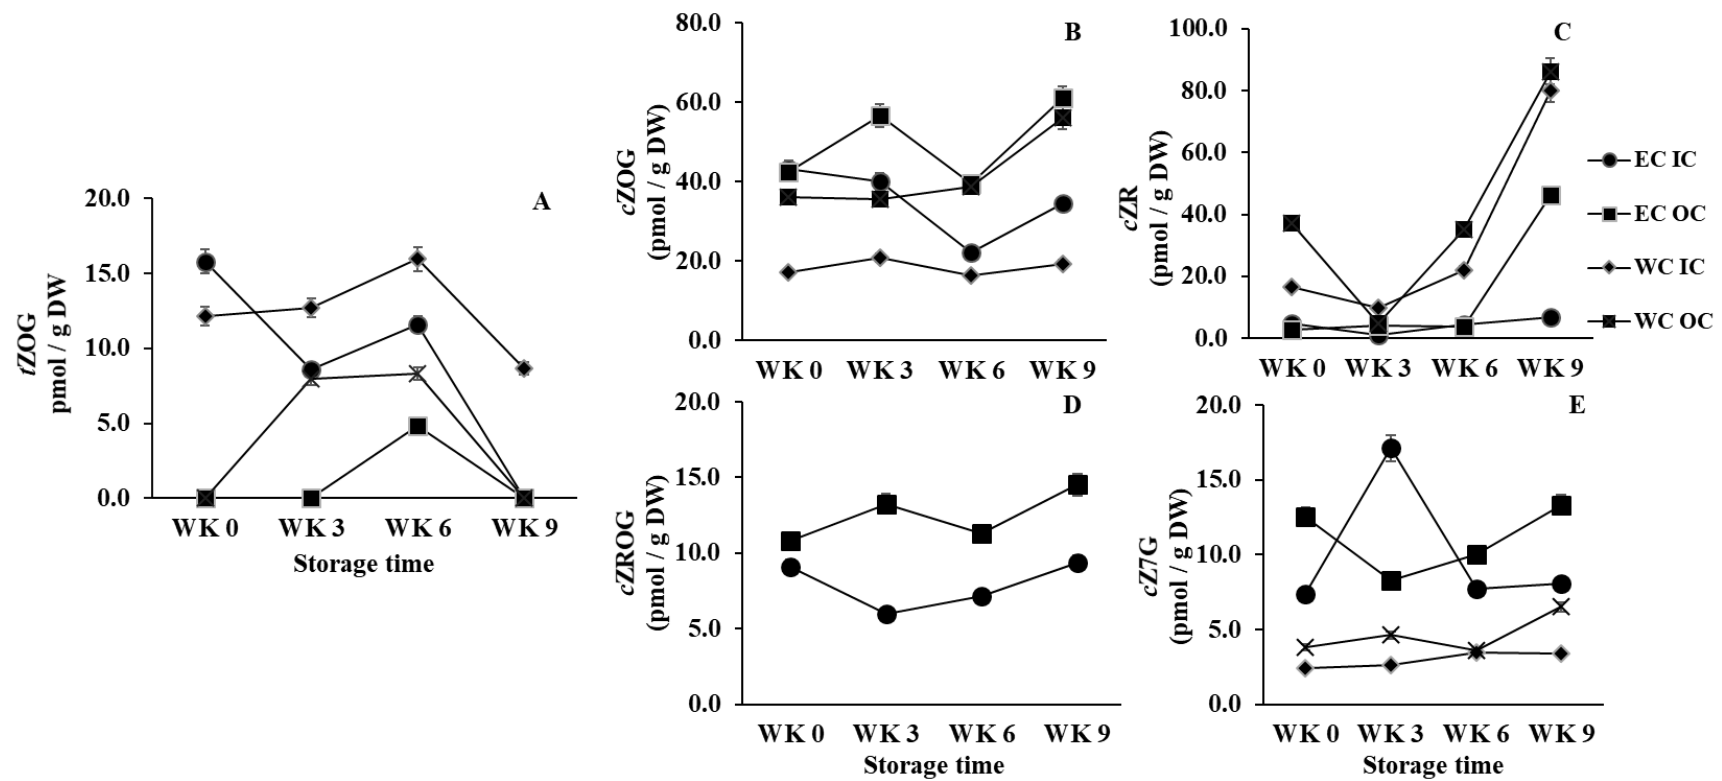 A
tZOG
pmol / g DW
20.0
15.0
10.0
5.0
0.0
WK 0 WK 3 WK 6 WK 9
Storage time
B
cZOG
(pmol / g DW)
80.0
60.0
40.0
20.0
0.0
WK 0 WK 3 WK 6 WK 9
C
cZR
(pmol / g DW)
100.0
80.0
60.0
40.0
20.0
0.0
WK 0 WK 3 WK 6 WK 9
EC IC
EC OC
WC IC
WC OC
D
cZROG
(pmol / g DW)
20.0
15.0
10.0
5.0
0.0
WK 0 WK 3 WK 6 WK 9
Storage time
E
cZ7G
(pmol / g DW)
20.0
15.0
10.0
5.0
0.0
WK 0 WK 3 WK 6 WK 9
Storage time